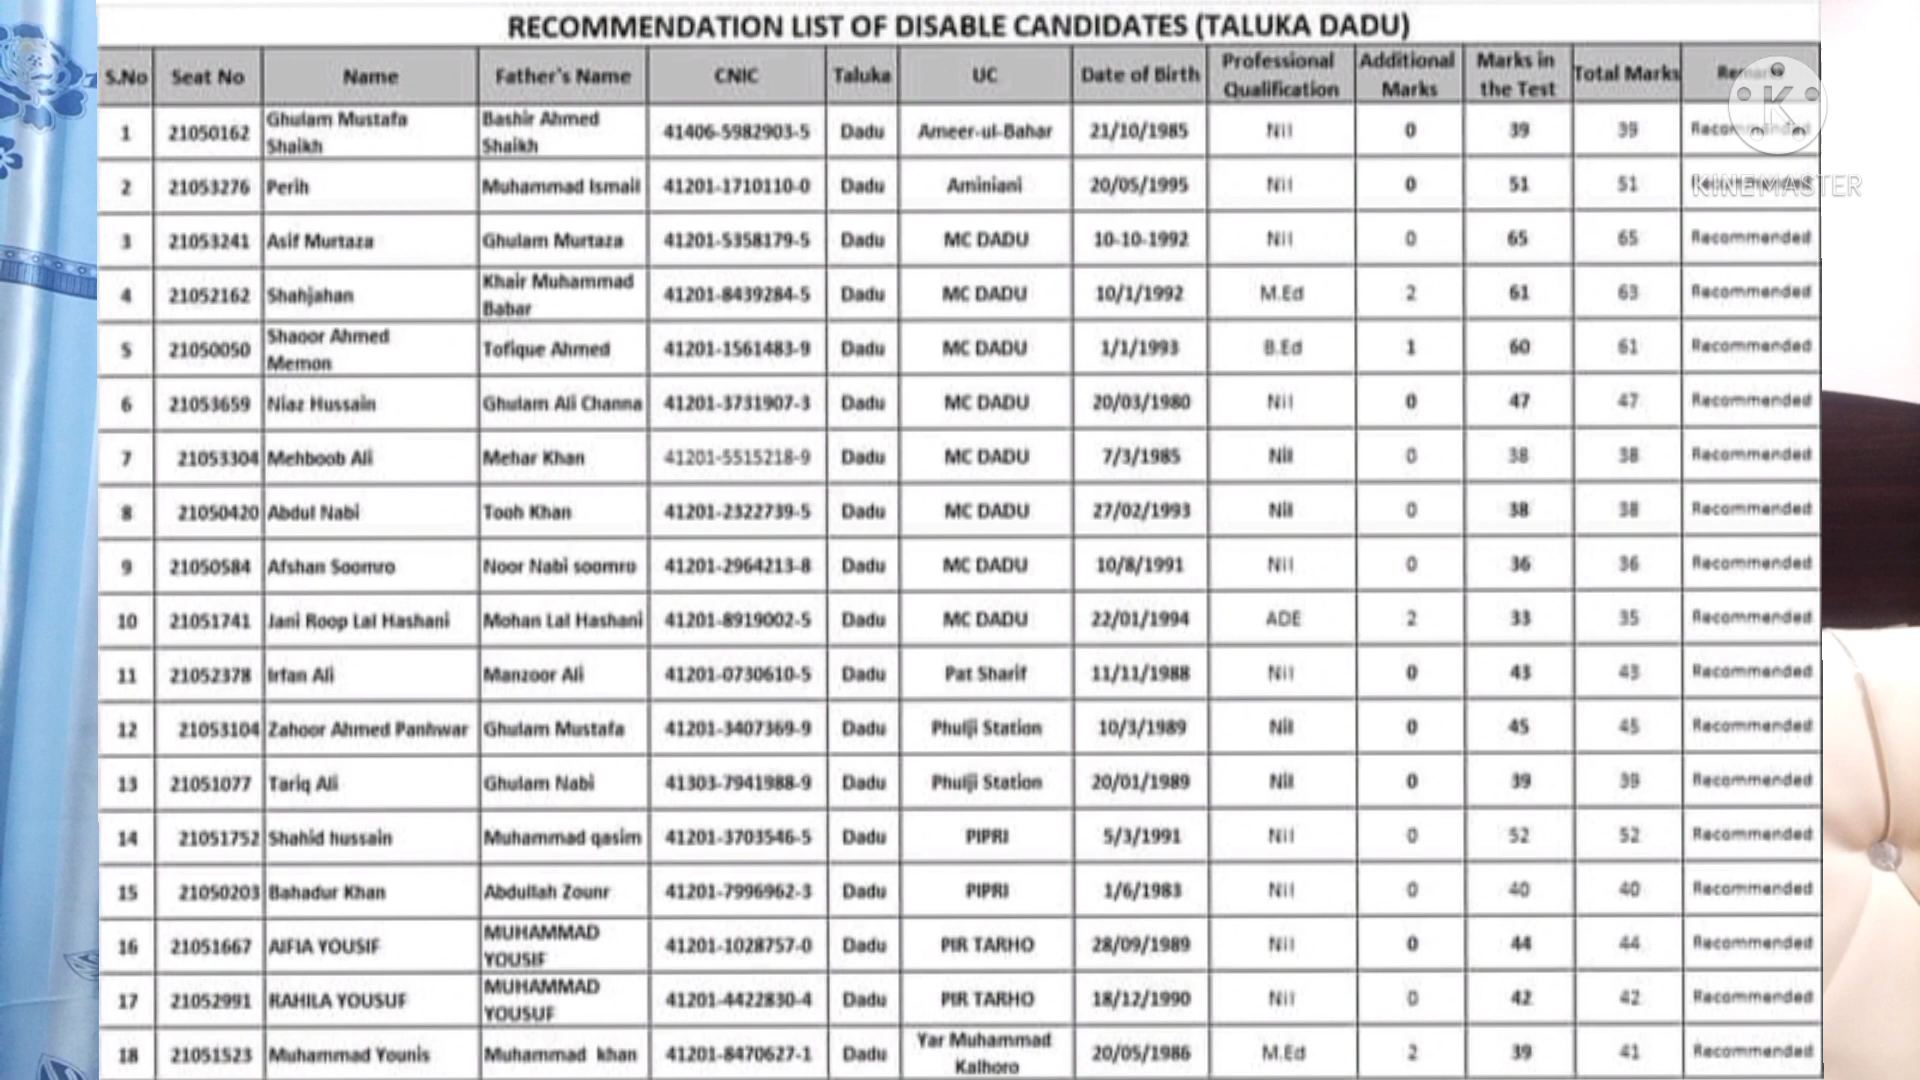 RECOMMENDATION LIST OF DISABLE CANDIDATES (TALUKA DADU)
S.No Seat No Name Father's Name CNIC Taluka UC Date of Birth Professional Qualification Additional Marks Marks in the Test Total Marks Remarks
1 21050162 Ghulam Mustafa Shaikh Bashir Ahmed Shaikh 41406-5982903-5 Dadu Ameer-ul-Bahar 21/10/1985 Nil 0 39 39 Recommended
2 21053276 Perih Muhammad Ismail 41201-1710110-0 Dadu Aminiani 20/05/1995 Nil 0 51 51
KINEMASTER
3 21053241 Asif Murtaza Ghulam Murtaza 41201-5358179-5 Dadu MC DADU 10-10-1992 Nil 0 65 65 Recommended
4 21052162 Shahjahan Khair Muhammad Babar 41201-8439284-5 Dadu MC DADU 10/1/1992 M.Ed 2 61 63 Recommended
5 21050050 Shaoor Ahmed Memon Tofique Ahmed 41201-1561483-9 Dadu MC DADU 1/1/1993 B.Ed 1 60 61 Recommended
6 21053659 Niaz Hussain Ghulam Ali Channa 41201-3731907-3 Dadu MC DADU 20/03/1980 Nil 0 47 47 Recommended
7 21053304 Mehboob Ali Mehar Khan 41201-5515218-9 Dadu MC DADU 7/3/1985 Nil 0 38 38 Recommended
8 21050420 Abdul Nabi Tooh Khan 41201-2322739-5 Dadu MC DADU 27/02/1993 Nil 0 38 38 Recommended
9 21050584 Afshan Soomro Noor Nabi soomro 41201-2964213-8 Dadu MC DADU 10/8/1991 Nil 0 36 36 Recommended
10 21051741 Jani Roop Lal Hashani Mohan Lal Hashani 41201-8919002-5 Dadu MC DADU 22/01/1994 ADE 2 33 35 Recommended
11 21052378 Irfan Ali Manzoor Ali 41201-0730610-5 Dadu Pat Sharif 11/11/1988 Nil 0 43 43 Recommended
12 21053104 Zahoor Ahmed Panhwar Ghulam Mustafa 41201-3407369-9 Dadu Phulji Station 10/3/1989 Nil 0 45 45 Recommended
13 21051077 Tariq Ali Ghulam Nabi 41303-7941988-9 Dadu Phulji Station 20/01/1989 Nil 0 39 39 Recommended
14 21051752 Shahid hussain Muhammad qasim 41201-3703546-5 Dadu PIPRI 5/3/1991 Nil 0 52 52 Recommended
15 21050203 Bahadur Khan Abdullah Zounr 41201-7996962-3 Dadu PIPRI 1/6/1983 Nil 0 40 40 Recommended
16 21051667 AIFIA YOUSIF MUHAMMAD YOUSIF 41201-1028757-0 Dadu PIR TARHO 28/09/1989 Nil 0 44 44 Recommended
17 21052991 RAHILA YOUSUF MUHAMMAD YOUSUF 41201-4422830-4 Dadu PIR TARHO 18/12/1990 Nil 0 42 42 Recommended
18 21051523 Muhammad Younis Muhammad khan 41201-8470627-1 Dadu Yar Muhammad Kalhoro 20/05/1986 M.Ed 2 39 41 Recommended